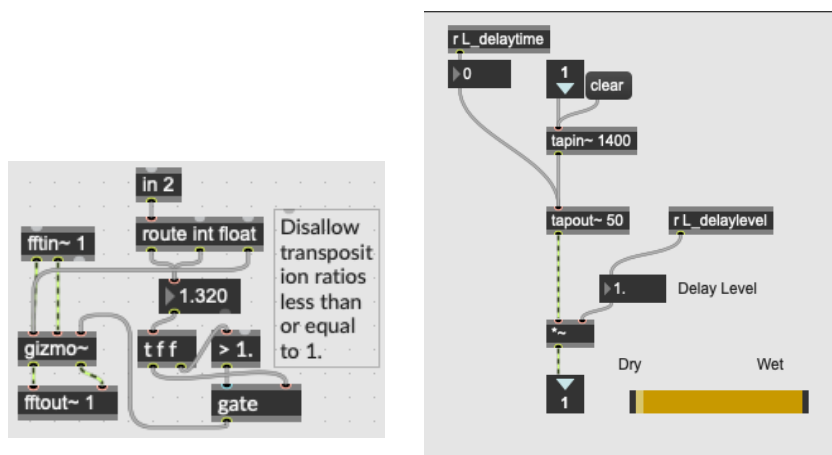 in 2
fftin~ 1
route int float
1.320
gizmo~
t f f
> 1.
fftout~ 1
gate
Disallow
transposit
ion ratios
less than
or equal
to 1.
r L_delaytime
0
1
clear
tapin~ 1400
tapout~ 50
r L_delaylevel
1.
Delay Level
*~
Dry
Wet
1